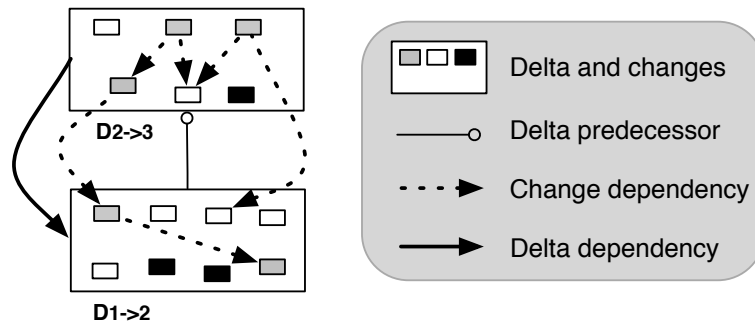 D2->3
D1->2
Delta and changes
Delta predecessor
Change dependency
Delta dependency